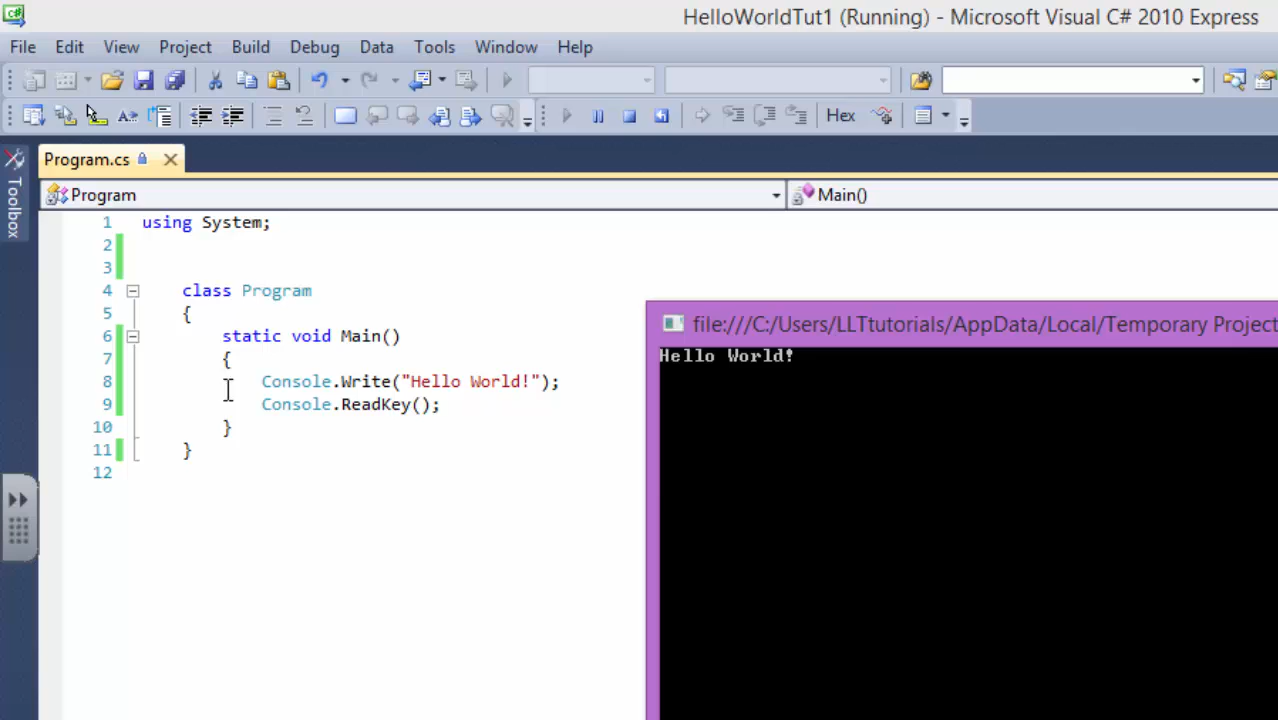 C#
HelloWorldTut1 (Running) - Microsoft Visual C# 2010 Express
File Edit View Project Build Debug Data Tools Window Help
Hex
Program.cs
Toolbox
Program
Main()
1 using System;
2
3
4 class Program
5 {
6 static void Main()
7 {
8 Console.Write("Hello World!");
9 Console.ReadKey();
10 }
11 }
12
file:///C:/Users/LLTtutorials/AppData/Local/Temporary Project
Hello World!